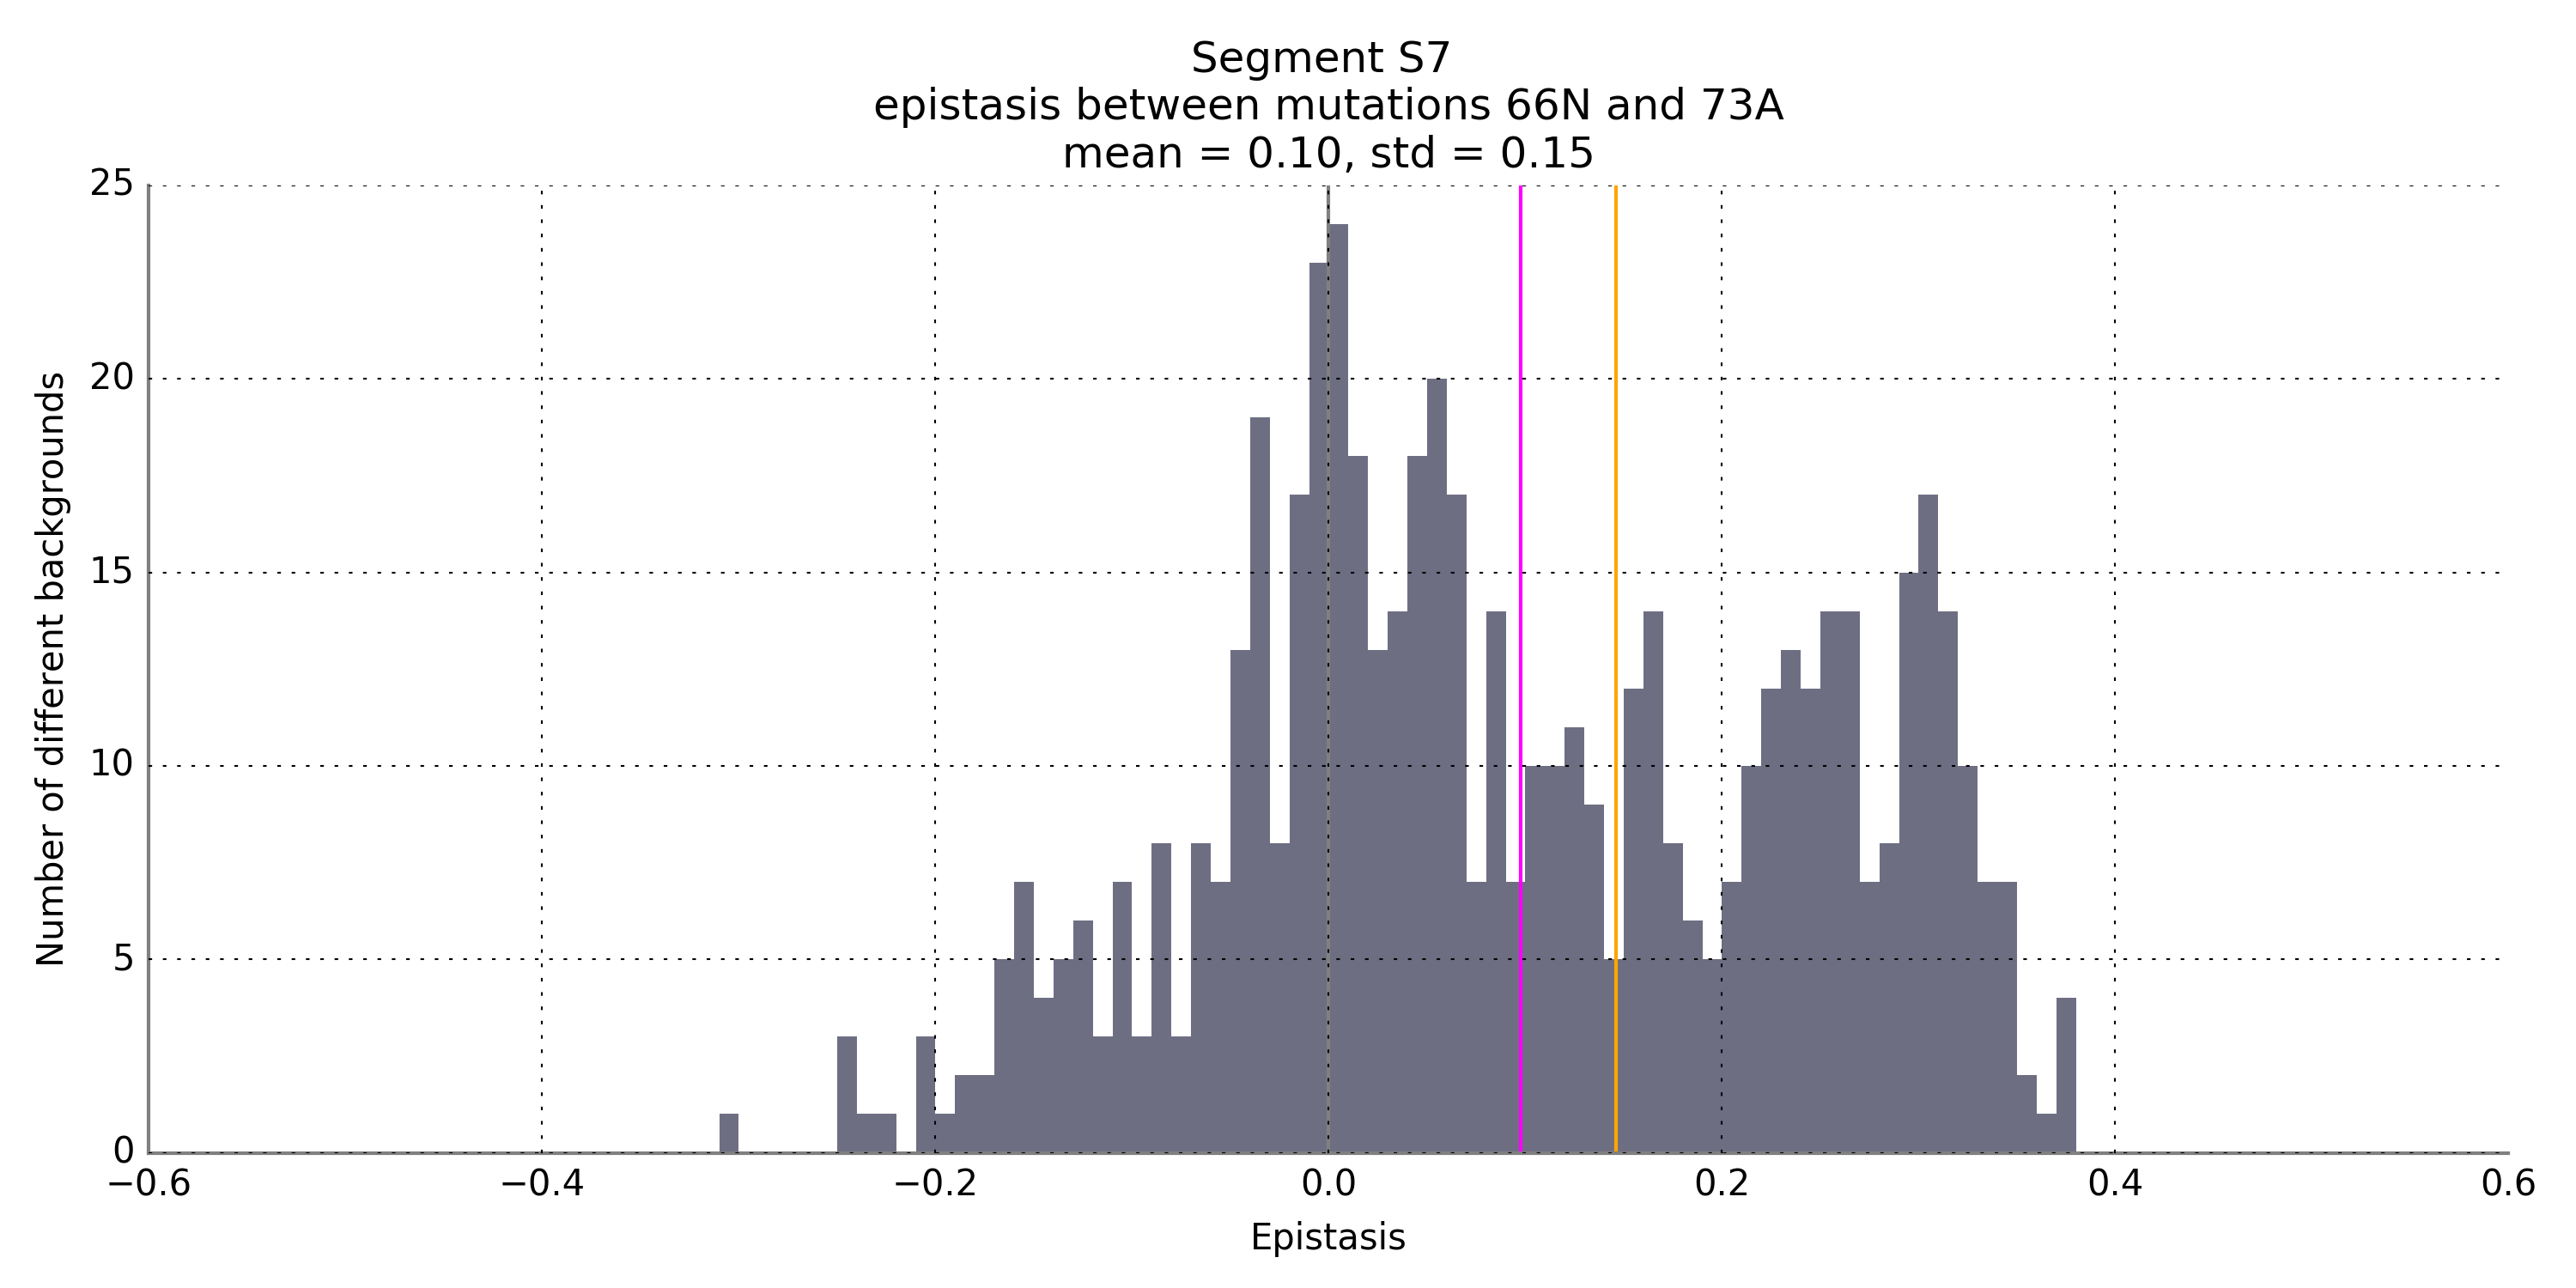 Segment S7
epistasis between mutations 66N and 73A
mean = 0.10, std = 0.15
25
20
15
10
5
0
Number of different backgrounds
−0.6
−0.4
−0.2
0.0
0.2
0.4
0.6
Epistasis